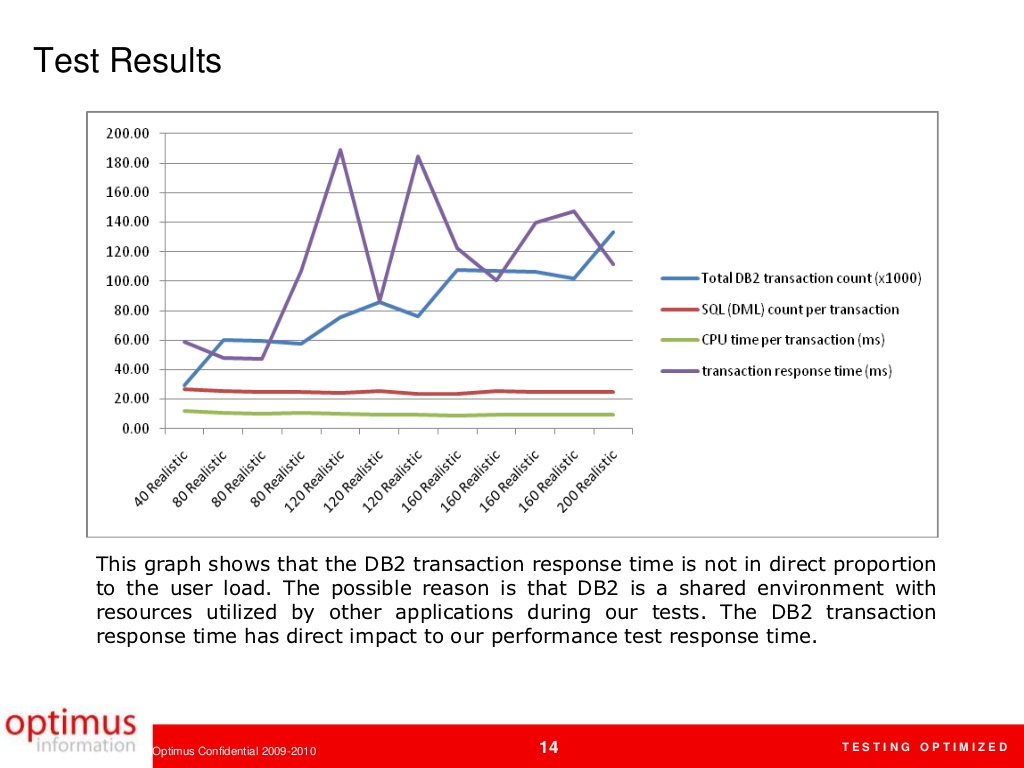 Test Results
200.00
180.00
160.00
140.00
120.00
100.00
80.00
60.00
40.00
20.00
0.00
40 Realistic
80 Realistic
80 Realistic
80 Realistic
120 Realistic
120 Realistic
120 Realistic
160 Realistic
160 Realistic
160 Realistic
160 Realistic
200 Realistic
Total DB2 transaction count (x1000)
SQL (DML) count per transaction
CPU time per transaction (ms)
transaction response time (ms)
This graph shows that the DB2 transaction response time is not in direct proportion
to the user load. The possible reason is that DB2 is a shared environment with
resources utilized by other applications during our tests. The DB2 transaction
response time has direct impact to our performance test response time.
optimus
information
Optimus Confidential 2009-2010
14
TESTING OPTIMIZED